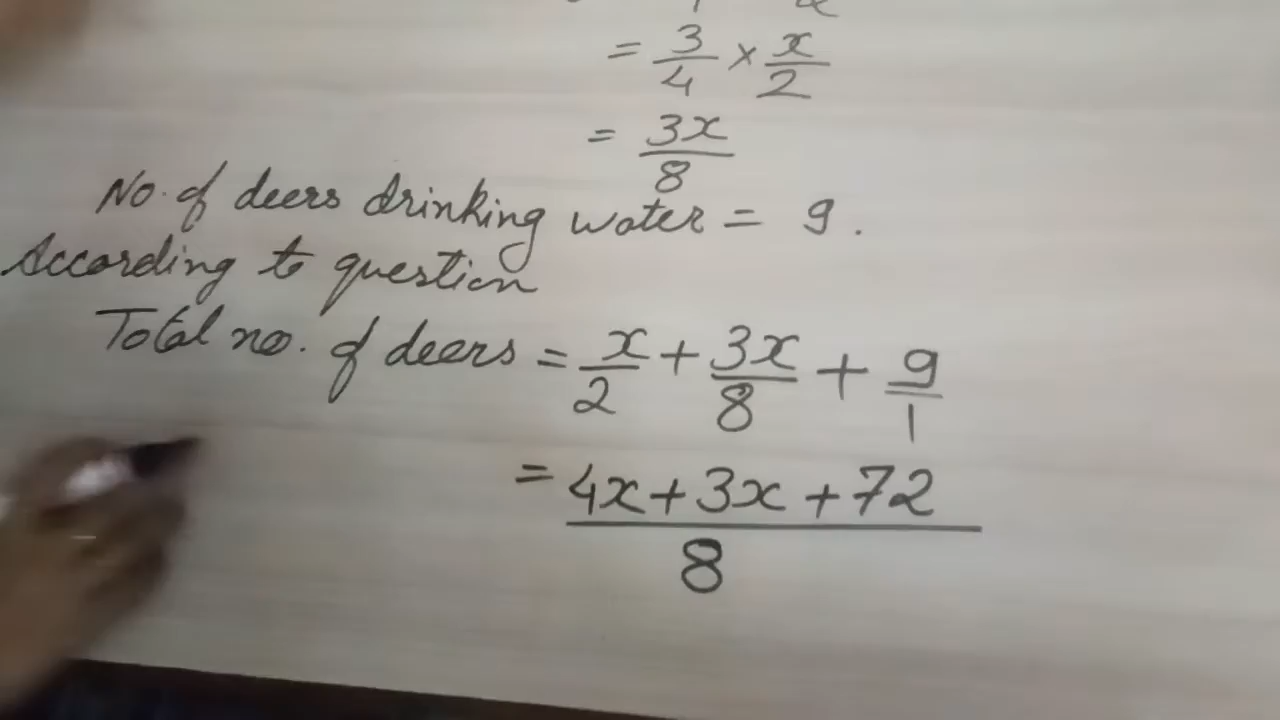 = 3/4 × x/2
= 3x/8
No. of deers drinking water = 9.
According to question
Total no. of deers = x/2 + 3x/8 + 9/1
= 4x + 3x + 72 / 8